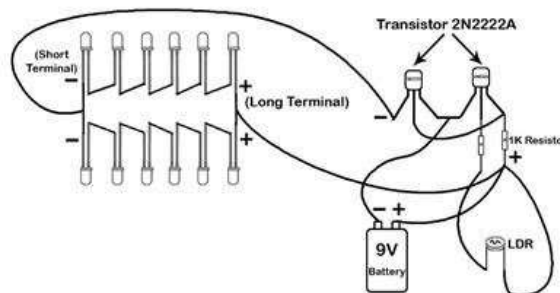 Transistor 2N2222A
(Short
Terminal)
−
+
(Long Terminal)
−
−
+
1K Resisto
+
− +
9V
Battery
LDR